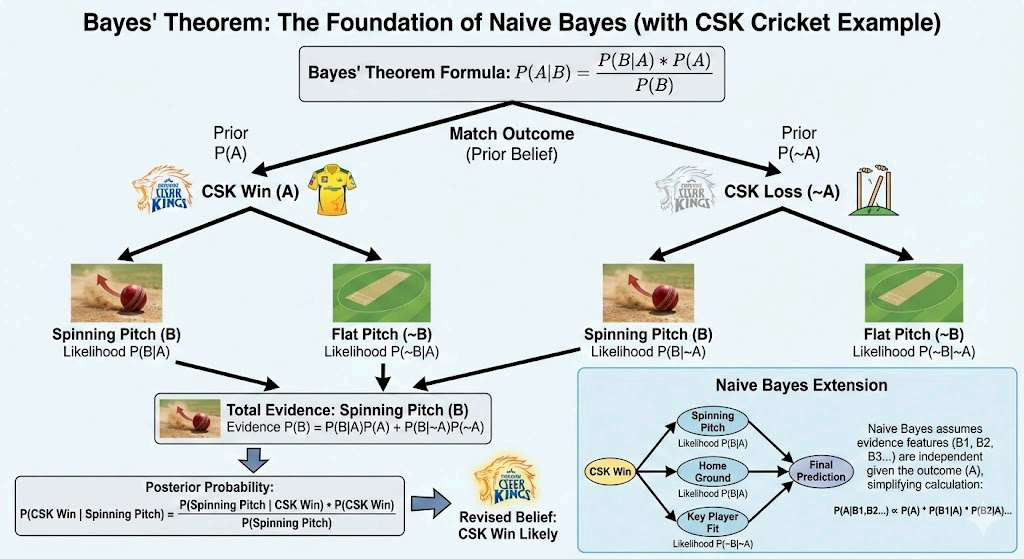 Bayes' Theorem: The Foundation of Naive Bayes (with CSK Cricket Example)
Bayes' Theorem Formula: P(A|B) = P(B|A) * P(A) / P(B)
Prior
P(A)
Match Outcome
(Prior Belief)
Prior
P(~A)
CSK Win (A)
CSK Loss (~A)
KINGS
KINGS
Spinning Pitch (B)
Likelihood P(B|A)
Flat Pitch (~B)
Likelihood P(~B|A)
Spinning Pitch (B)
Likelihood P(B|~A)
Flat Pitch (~B)
Likelihood P(~B|~A)
Total Evidence: Spinning Pitch (B)
Evidence P(B) = P(B|A)P(A) + P(B|~A)P(~A)
Posterior Probability:
P(CSK Win | Spinning Pitch) = P(Spinning Pitch | CSK Win) * P(CSK Win) / P(Spinning Pitch)
CSEER
KINGS
Revised Belief:
CSK Win Likely
Naive Bayes Extension
CSK Win
Spinning
Pitch
Likelihood P(B|A)
Home
Ground
Likelihood P(B|A)
Key Player
Fit
Likelihood P(~B|~A)
Final
Prediction
Naive Bayes assumes
evidence features (B1, B2,
B3...) are independent
given the outcome (A),
simplifying calculation:
P(A|B1,B2...) ∝ P(A) * P(B1|A) * P(B2|A)...